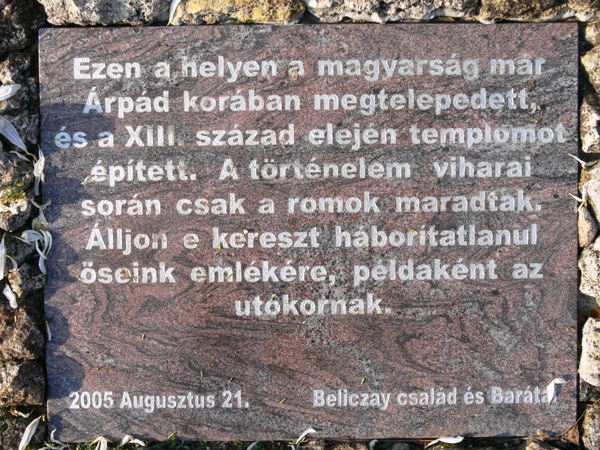 Ezen a helyen a magyarság már
Árpád korában megtelepedett,
és a XIII. század elején templomot
épített. A történelem viharai
során csak a romok maradtak.
Álljon e kereszt háborítatlanul
őseink emlékére, példaként az
utókornak.
2005 Augusztus 21. Beliczay család és Barátai